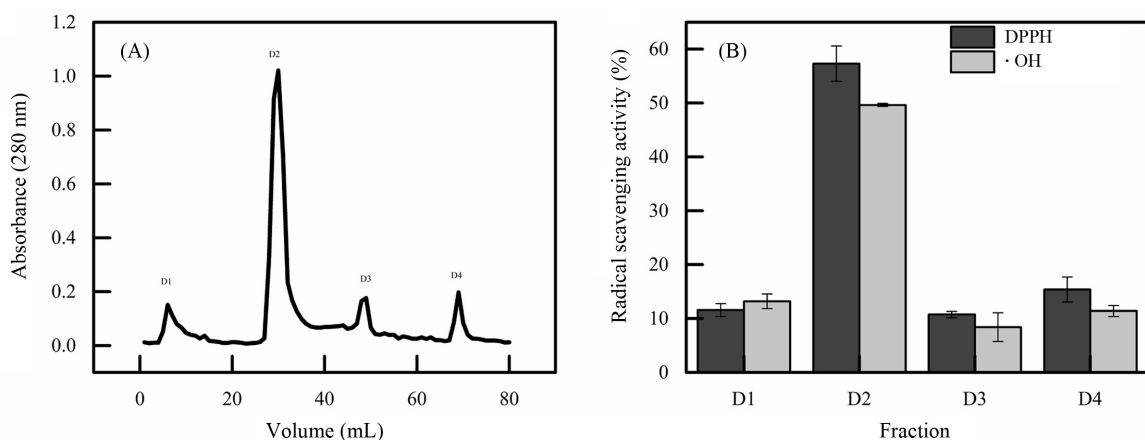 (A)
Absorbance (280 nm)
1.2
1.0
0.8
0.6
0.4
0.2
0.0
D1
D2
D3
D4
0
20
40
60
80
Volume (mL)
(B)
Radical scavenging activity (%)
60
50
40
30
20
10
0
DPPH
· OH
D1
D2
D3
D4
Fraction